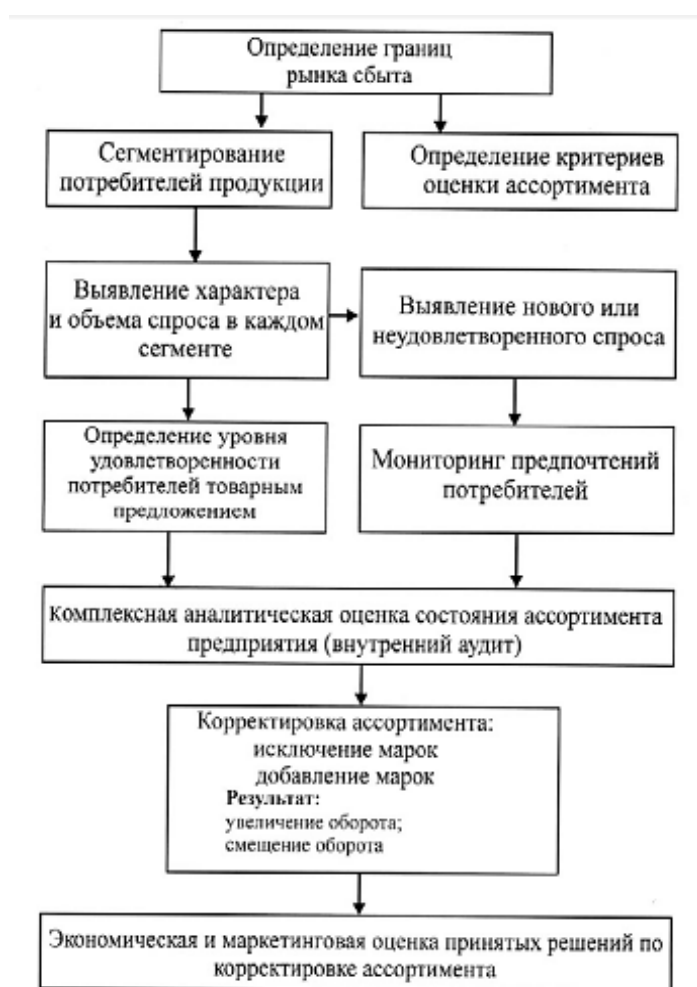 Определение границ
рынка сбыта
Сегментирование
потребителей продукции
Определение критериев
оценки ассортимента
Выявление характера
и объема спроса в каждом
сегменте
Выявление нового или
неудовлетворенного спроса
Определение уровня
удовлетворенности
потребителей товарным
предложением
Мониторинг предпочтений
потребителей
Комплексная аналитическая оценка состояния ассортимента
предприятия (внутренний аудит)
Корректировка ассортимента:
исключение марок
добавление марок
Результат:
увеличение оборота;
смещение оборота
Экономическая и маркетинговая оценка принятых решений по
корректировке ассортимента